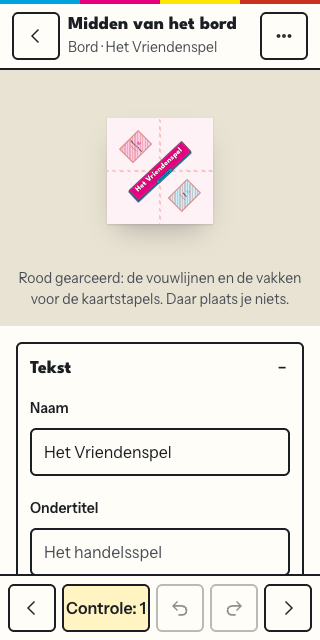 Midden van het bord
Bord · Het Vriendenspel
Het Vriendenspel
Rood gearceerd: de vouwlijnen en de vakken
voor de kaartstapels. Daar plaats je niets.
Tekst
Naam
Het Vriendenspel
Ondertitel
Het handelsspel
Controle: 1